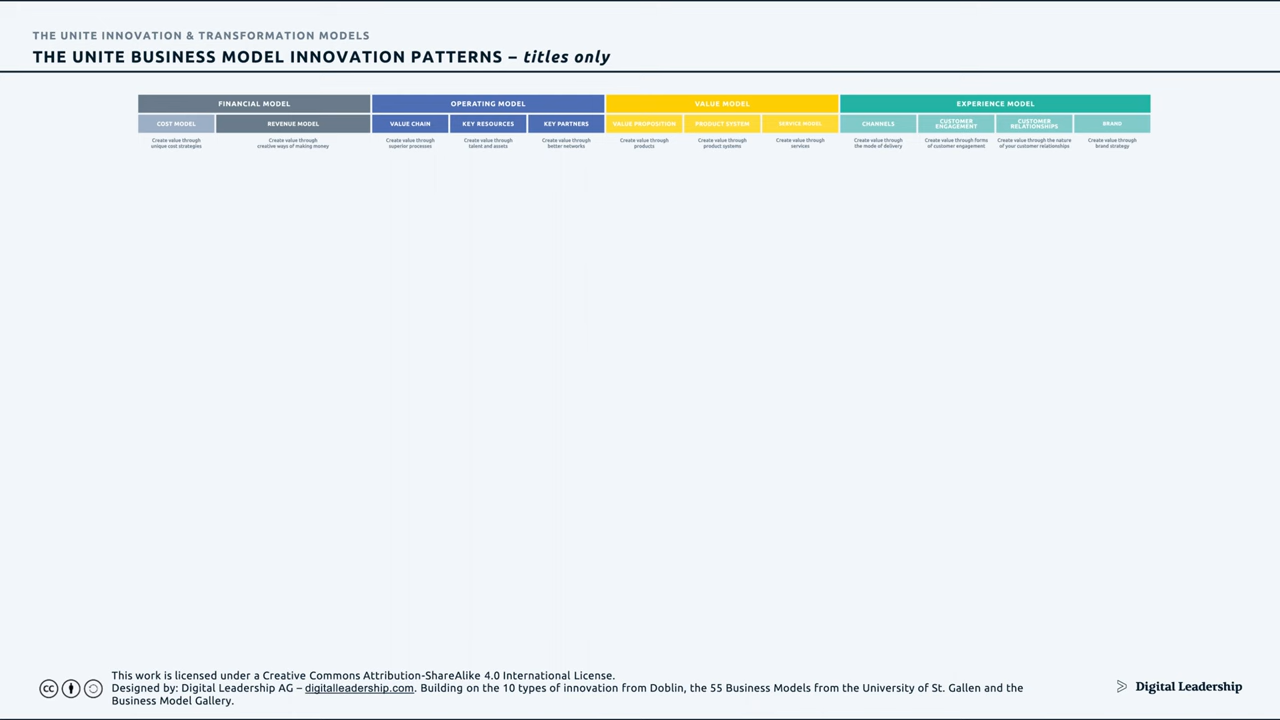 THE UNITE INNOVATION & TRANSFORMATION MODELS
THE UNITE BUSINESS MODEL INNOVATION PATTERNS – titles only
FINANCIAL MODEL OPERATING MODEL VALUE MODEL EXPERIENCE MODEL
COST MODEL REVENUE MODEL VALUE CHAIN KEY RESOURCES KEY PARTNERS VALUE PROPOSITION PRODUCT SYSTEM SERVICE MODEL CHANNELS CUSTOMER ENGAGEMENT CUSTOMER RELATIONSHIPS BRAND
Create value through
unique cost strategies
Create value through
creative ways of making money
Create value through
superior processes
Create value through
talent and assets
Create value through
better networks
Create value through
products
Create value through
product systems
Create value through
services
Create value through
the mode of delivery
Create value through forms
of customer engagement
Create value through the nature
of your customer relationships
Create value through
brand strategy
cc
This work is licensed under a Creative Commons Attribution-ShareAlike 4.0 International License.
Designed by: Digital Leadership AG – digitalleadership.com. Building on the 10 types of innovation from Doblin, the 55 Business Models from the University of St. Gallen and the
Business Model Gallery.
Digital Leadership